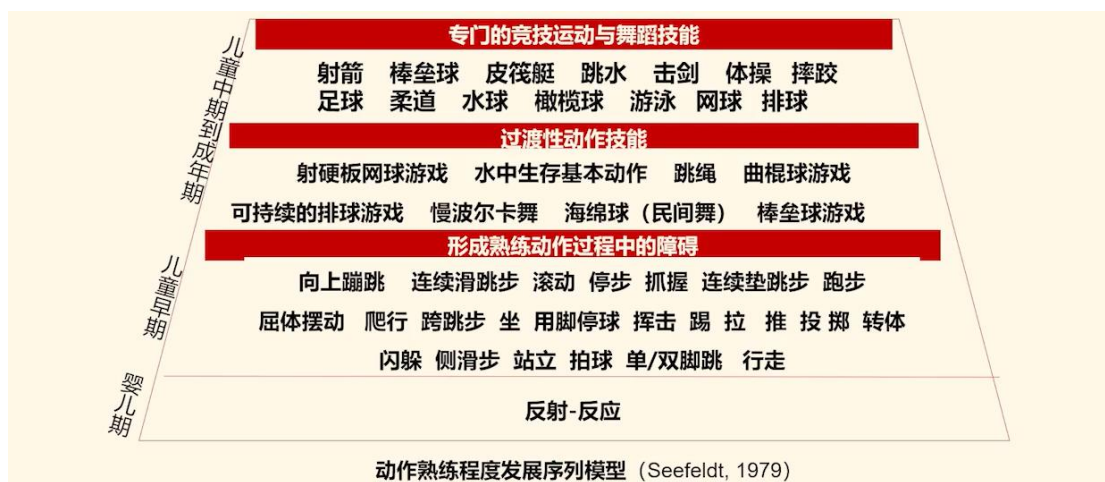 专门的竞技运动与舞蹈技能
射箭 棒垒球 皮筏艇 跳水 击剑 体操 摔跤
足球 柔道 水球 橄榄球 游泳 网球 排球
过渡性动作技能
射硬板网球游戏 水中生存基本动作 跳绳 曲棍球游戏
可持续的排球游戏 慢波尔卡舞 海绵球（民间舞） 棒垒球游戏
形成熟练动作过程中的障碍
向上蹦跳 连续滑跳步 滚动 停步 抓握 连续垫跳步 跑步
屈体摆动 爬行 跨跳步 坐 用脚停球 挥击 踢 拉 推 投掷 转体
闪躲 侧滑步 站立 拍球 单/双脚跳 行走
反射-反应
儿童中期到成年期
儿童早期
婴儿期
动作熟练程度发展序列模型（Seefeldt, 1979）